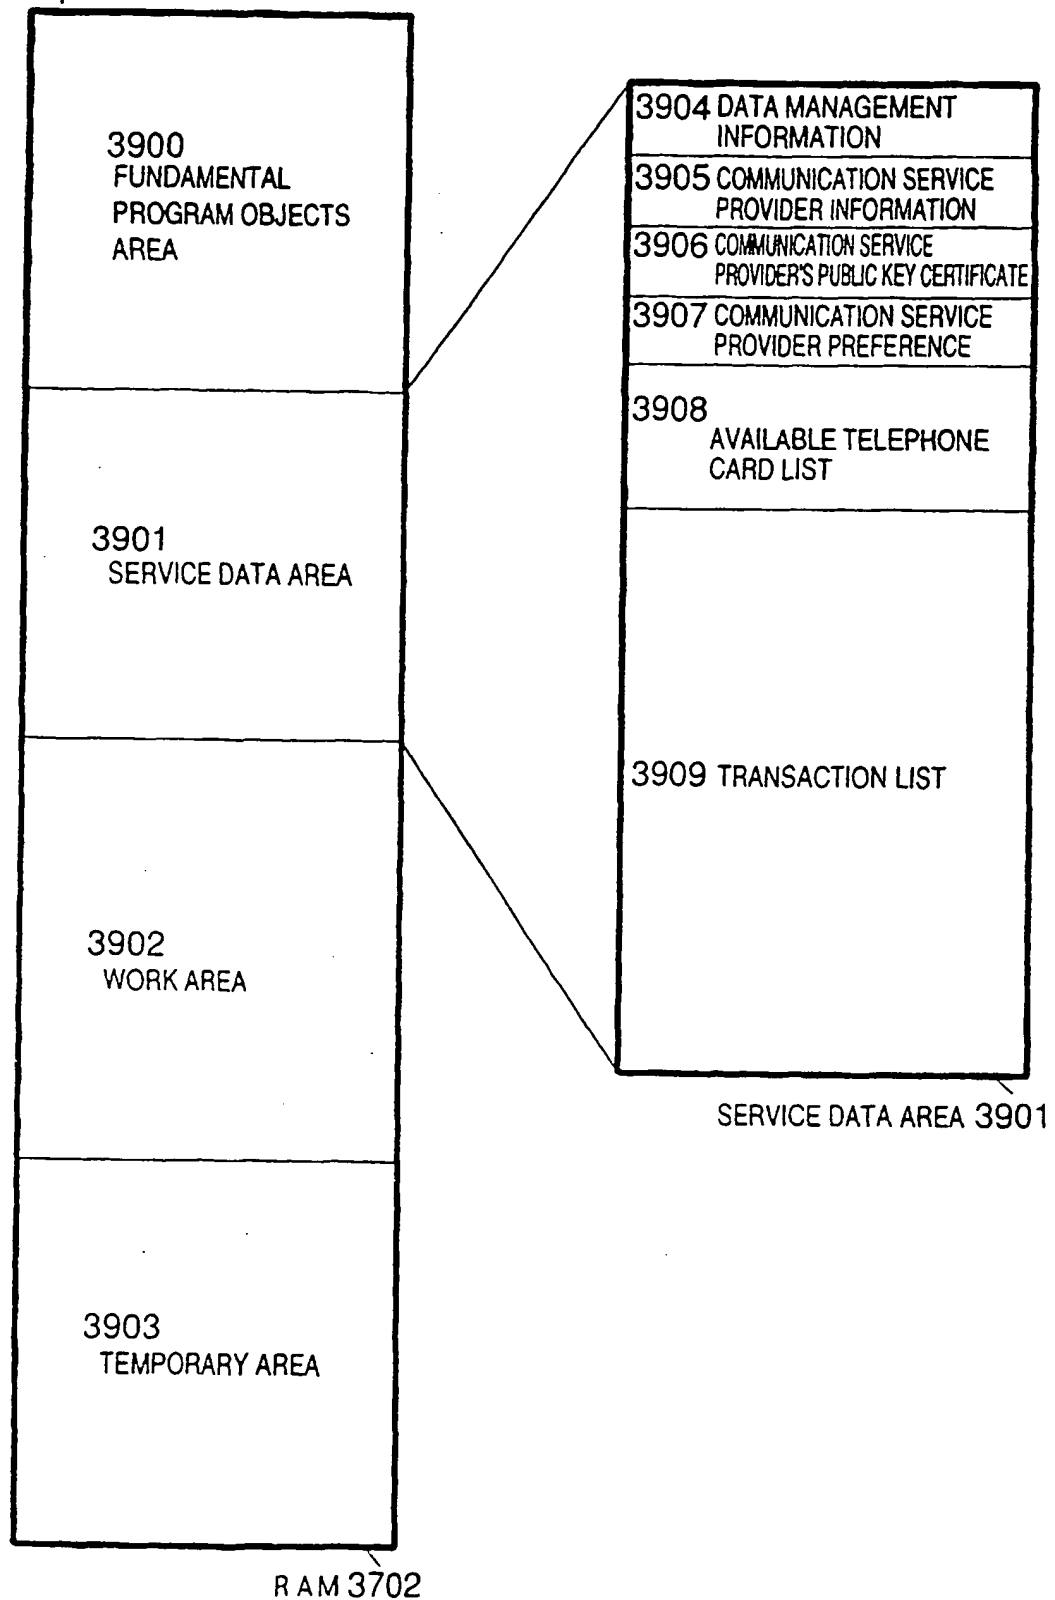 3900
FUNDAMENTAL
PROGRAM OBJECTS
AREA
3901
SERVICE DATA AREA
3902
WORK AREA
3903
TEMPORARY AREA
RAM 3702
3904 DATA MANAGEMENT
INFORMATION
3905 COMMUNICATION SERVICE
PROVIDER INFORMATION
3906 COMMUNICATION SERVICE
PROVIDER'S PUBLIC KEY CERTIFICATE
3907 COMMUNICATION SERVICE
PROVIDER PREFERENCE
3908
AVAILABLE TELEPHONE
CARD LIST
3909 TRANSACTION LIST
SERVICE DATA AREA 3901